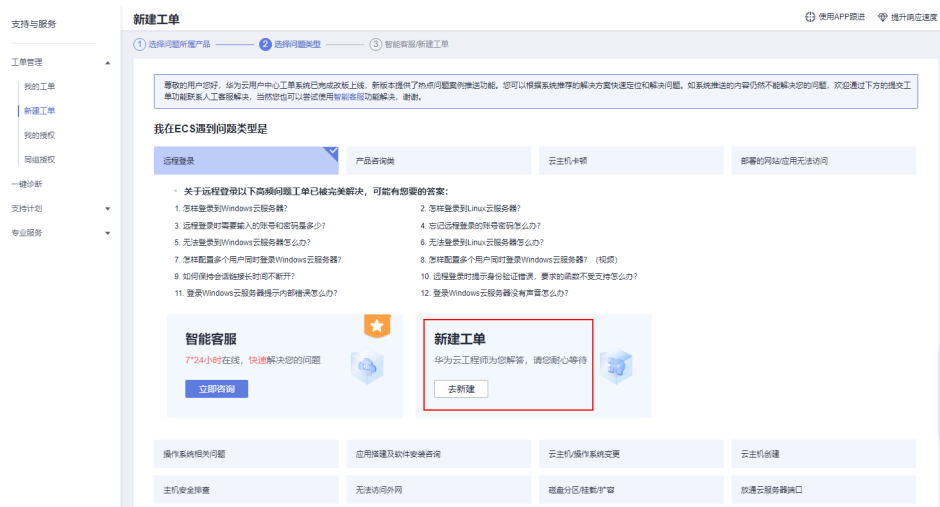 支持与服务
新建工单
使用APP跟进
提升响应速度
1 选择问题所属产品
2 选择问题类型
3 智能客服/新建工单
工单管理
我的工单
新建工单
我的授权
同组授权
一键诊断
支持计划
专业服务
尊敬的用户您好，华为云用户中心工单系统已完成改版上线，新版本提供了热点问题案例推送功能。您可以根据系统推荐的解决方案快速定位和解决问题。如系统推送的内容仍然不能解决您的问题，欢迎通过下方的提交工
单功能联系人工客服解决，当然您也可以尝试使用智能客服功能解决，谢谢。
我在ECS遇到问题类型是
远程登录
产品咨询类
云主机卡顿
部署的网站/应用无法访问
关于远程登录以下高频问题工单已被完美解决，可能有您要的答案：
1. 怎样登录到Windows云服务器？
2. 怎样登录到Linux云服务器？
3. 远程登录时需要输入的账号和密码是多少？
4. 忘记远程登录的账号密码怎么办？
5. 无法登录到Windows云服务器怎么办？
6. 无法登录到Linux云服务器怎么办？
7. 怎样配置多个用户同时登录Windows云服务器？
8. 怎样配置多个用户同时登录Windows云服务器？（视频）
9. 如何保持会话链接长时间不断开？
10. 远程登录时提示身份验证错误，要求的函数不受支持怎么办？
11. 登录Windows云服务器提示内部错误怎么办？
12. 登录Windows云服务器没有声音怎么办？
智能客服
7*24小时在线，快速解决您的问题
立即咨询
新建工单
华为云工程师为您解答，请您耐心等待
去新建
操作系统相关问题
应用搭建及软件安装咨询
云主机/操作系统变更
云主机创建
主机安全排查
无法访问外网
磁盘分区/挂载/扩容
放通云服务器端口